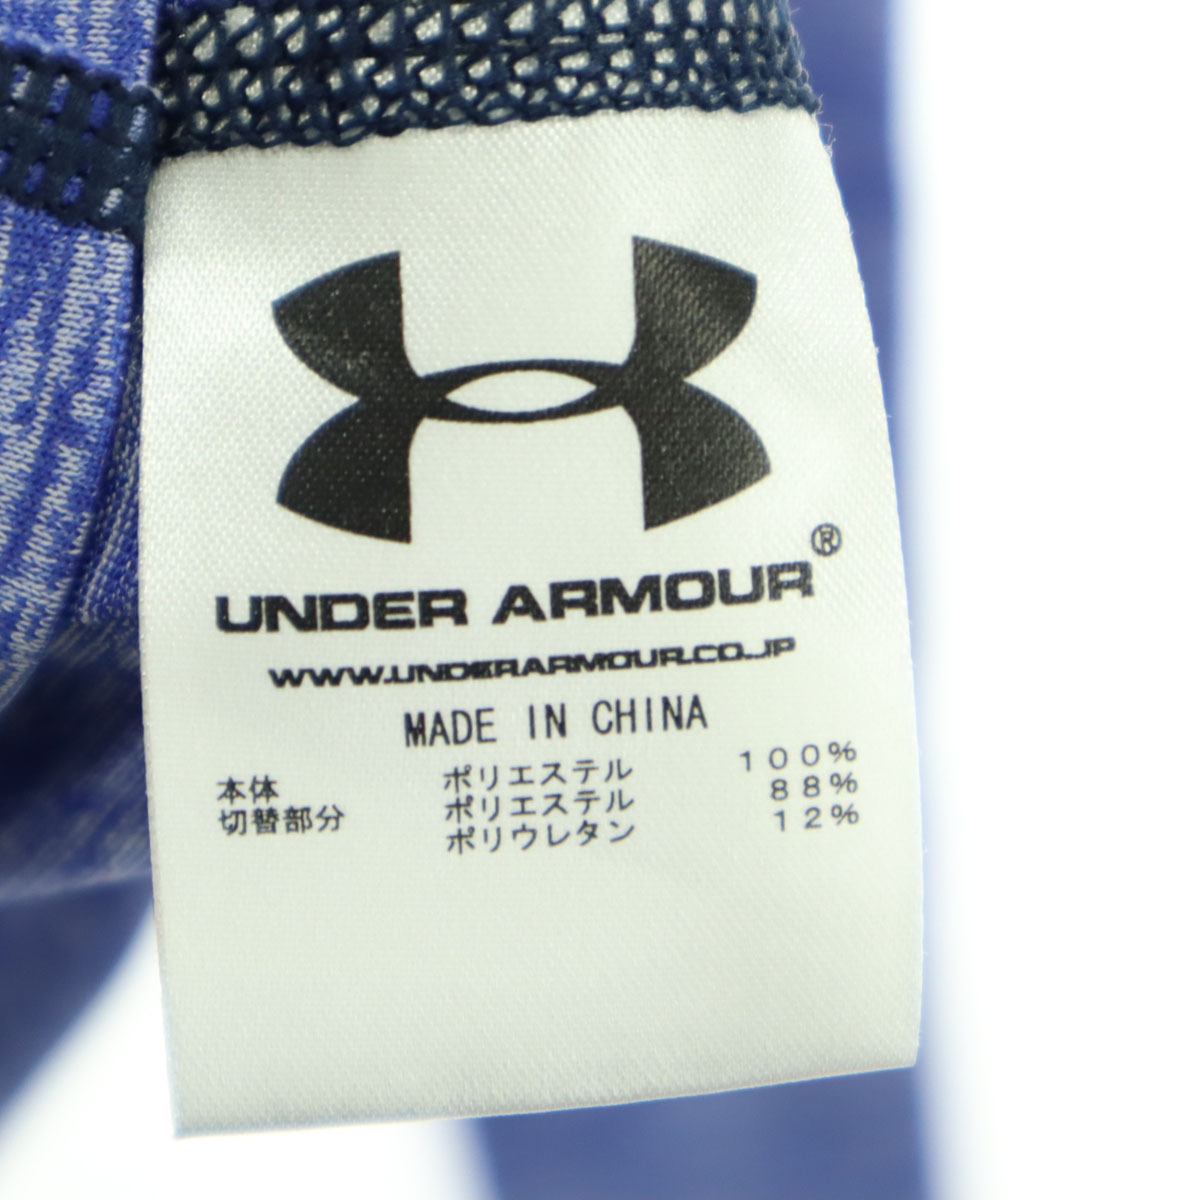 UNDER ARMOUR®
WWW.UNDERARMOUR.CO.JP
MADE IN CHINA
本体 ポリエステル 100%
切替部分 ポリエステル 88%
ポリウレタン 12%